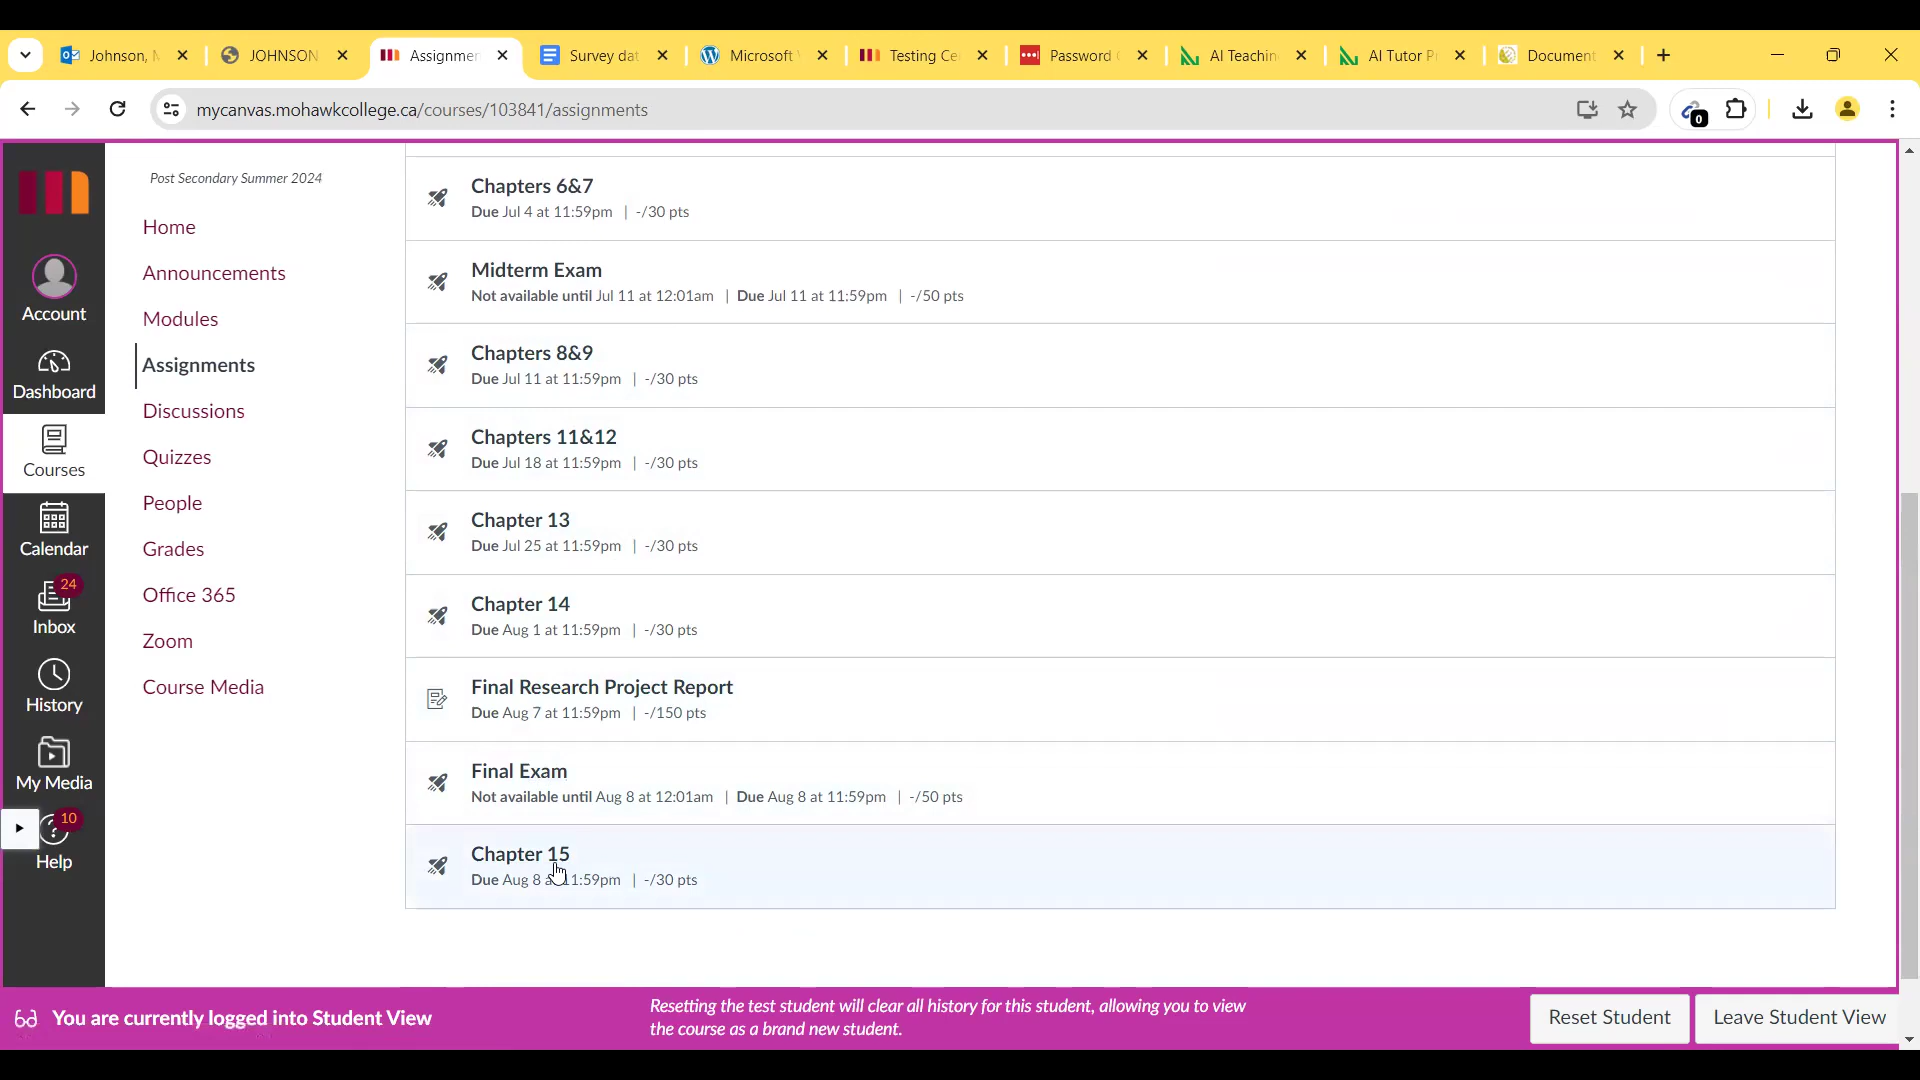 Johnson, M
JOHNSON
Assignmen
Survey dat
Microsoft
Testing Ce
Password
AI Teachin
AI Tutor P
Document
mycanvas.mohawkcollege.ca/courses/103841/assignments
0
Post Secondary Summer 2024
Home
Announcements
Modules
Assignments
Discussions
Quizzes
People
Grades
Office 365
Zoom
Course Media
Account
Dashboard
Courses
Calendar
24
Inbox
History
My Media
10
Help
Chapters 6&7
Due Jul 4 at 11:59pm | -/30 pts
Midterm Exam
Not available until Jul 11 at 12:01am | Due Jul 11 at 11:59pm | -/50 pts
Chapters 8&9
Due Jul 11 at 11:59pm | -/30 pts
Chapters 11&12
Due Jul 18 at 11:59pm | -/30 pts
Chapter 13
Due Jul 25 at 11:59pm | -/30 pts
Chapter 14
Due Aug 1 at 11:59pm | -/30 pts
Final Research Project Report
Due Aug 7 at 11:59pm | -/150 pts
Final Exam
Not available until Aug 8 at 12:01am | Due Aug 8 at 11:59pm | -/50 pts
Chapter 15
Due Aug 8 at 11:59pm | -/30 pts
You are currently logged into Student View
Resetting the test student will clear all history for this student, allowing you to view
the course as a brand new student.
Reset Student
Leave Student View